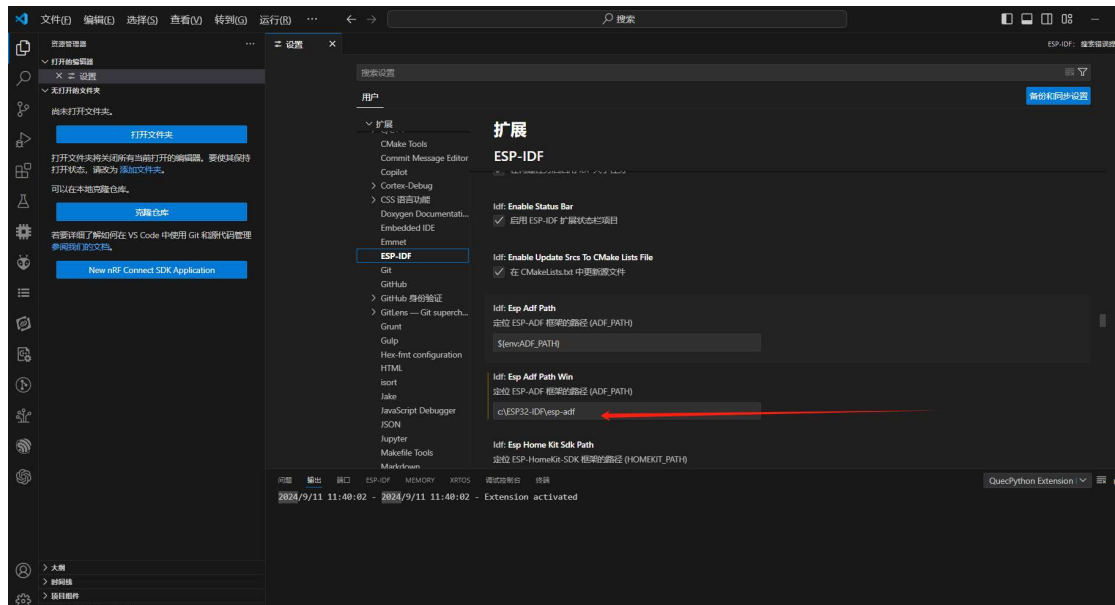 文件(F) 编辑(E) 选择(S) 查看(V) 转到(G) 运行(R) ··· 搜索
资源管理器 ···
设置
ESP-IDF:
打开的编辑器
设置
无打开的文件夹
尚未打开文件夹。
打开文件夹
打开文件夹将关闭所有当前打开的编辑器。要使其保持
打开状态，请改为添加文件夹。
可以在本地克隆仓库。
克隆仓库
若要详细了解如何在 VS Code 中使用 Git 和源代码管理
参阅我们的文档。
New nRF Connect SDK Application
大纲
时间线
项目组件
搜索设置
用户
备份和同步设置
扩展
CMake Tools
Commit Message Editor
Copilot
Cortex-Debug
CSS 语言功能
Doxygen Documentati...
Embedded IDE
Emmet
ESP-IDF
Git
GitHub
GitHub 身份验证
GitLens — Git superch...
Grunt
Gulp
Hex-fmt configuration
HTML
isort
Jake
JavaScript Debugger
JSON
Jupyter
Makefile Tools
Markdown
扩展
ESP-IDF
Idf: Enable Status Bar
启用 ESP-IDF 扩展状态栏项目
Idf: Enable Update Srcs To CMake Lists File
在 CMakeLists.txt 中更新源文件
Idf: Esp Adf Path
定位 ESP-ADF 框架的路径 (ADF_PATH)
${env:ADF_PATH}
Idf: Esp Adf Path Win
定位 ESP-ADF 框架的路径 (ADF_PATH)
c:\ESP32-IDF\esp-adf
Idf: Esp Home Kit Sdk Path
定位 ESP-HomeKit-SDK 框架的路径 (HOMEKIT_PATH)
问题 输出 端口 ESP-IDF MEMORY XRTOS 调试控制台 终端
QuecPython Extension
2024/9/11 11:40:02 - 2024/9/11 11:40:02 - Extension activated